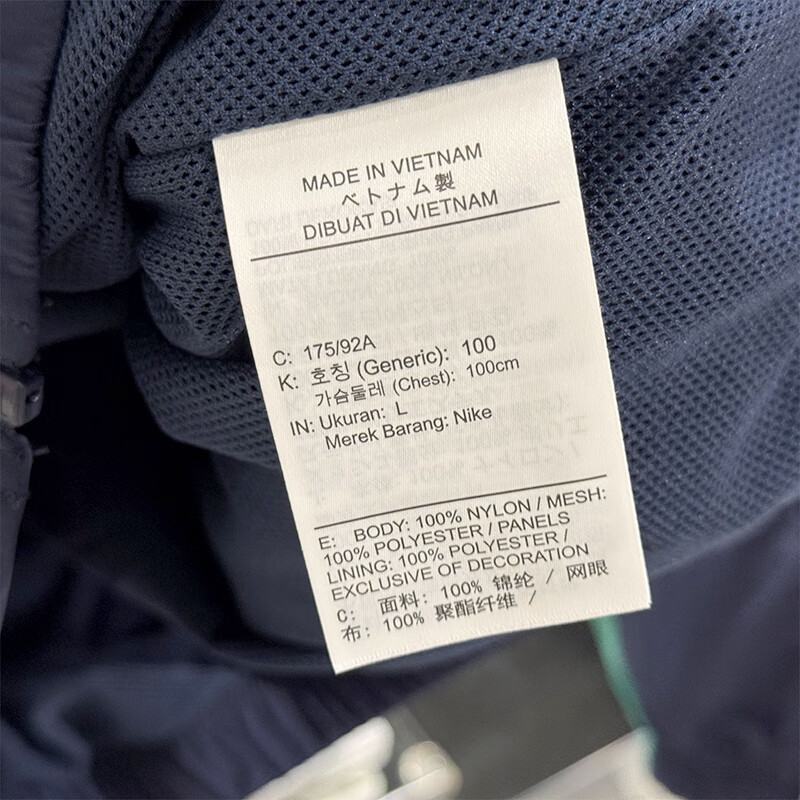 MADE IN VIETNAM
ベトナム製
DIBUAT DI VIETNAM
C: 175/92A
K: 호칭 (Generic): 100
가슴둘레 (Chest): 100cm
IN: Ukuran: L
Merek Barang: Nike
E: BODY: 100% NYLON / MESH:
100% POLYESTER / PANELS
LINING: 100% POLYESTER /
EXCLUSIVE OF DECORATION
C: 面料: 100% 锦纶 / 网眼
布: 100% 聚酯纤维 /